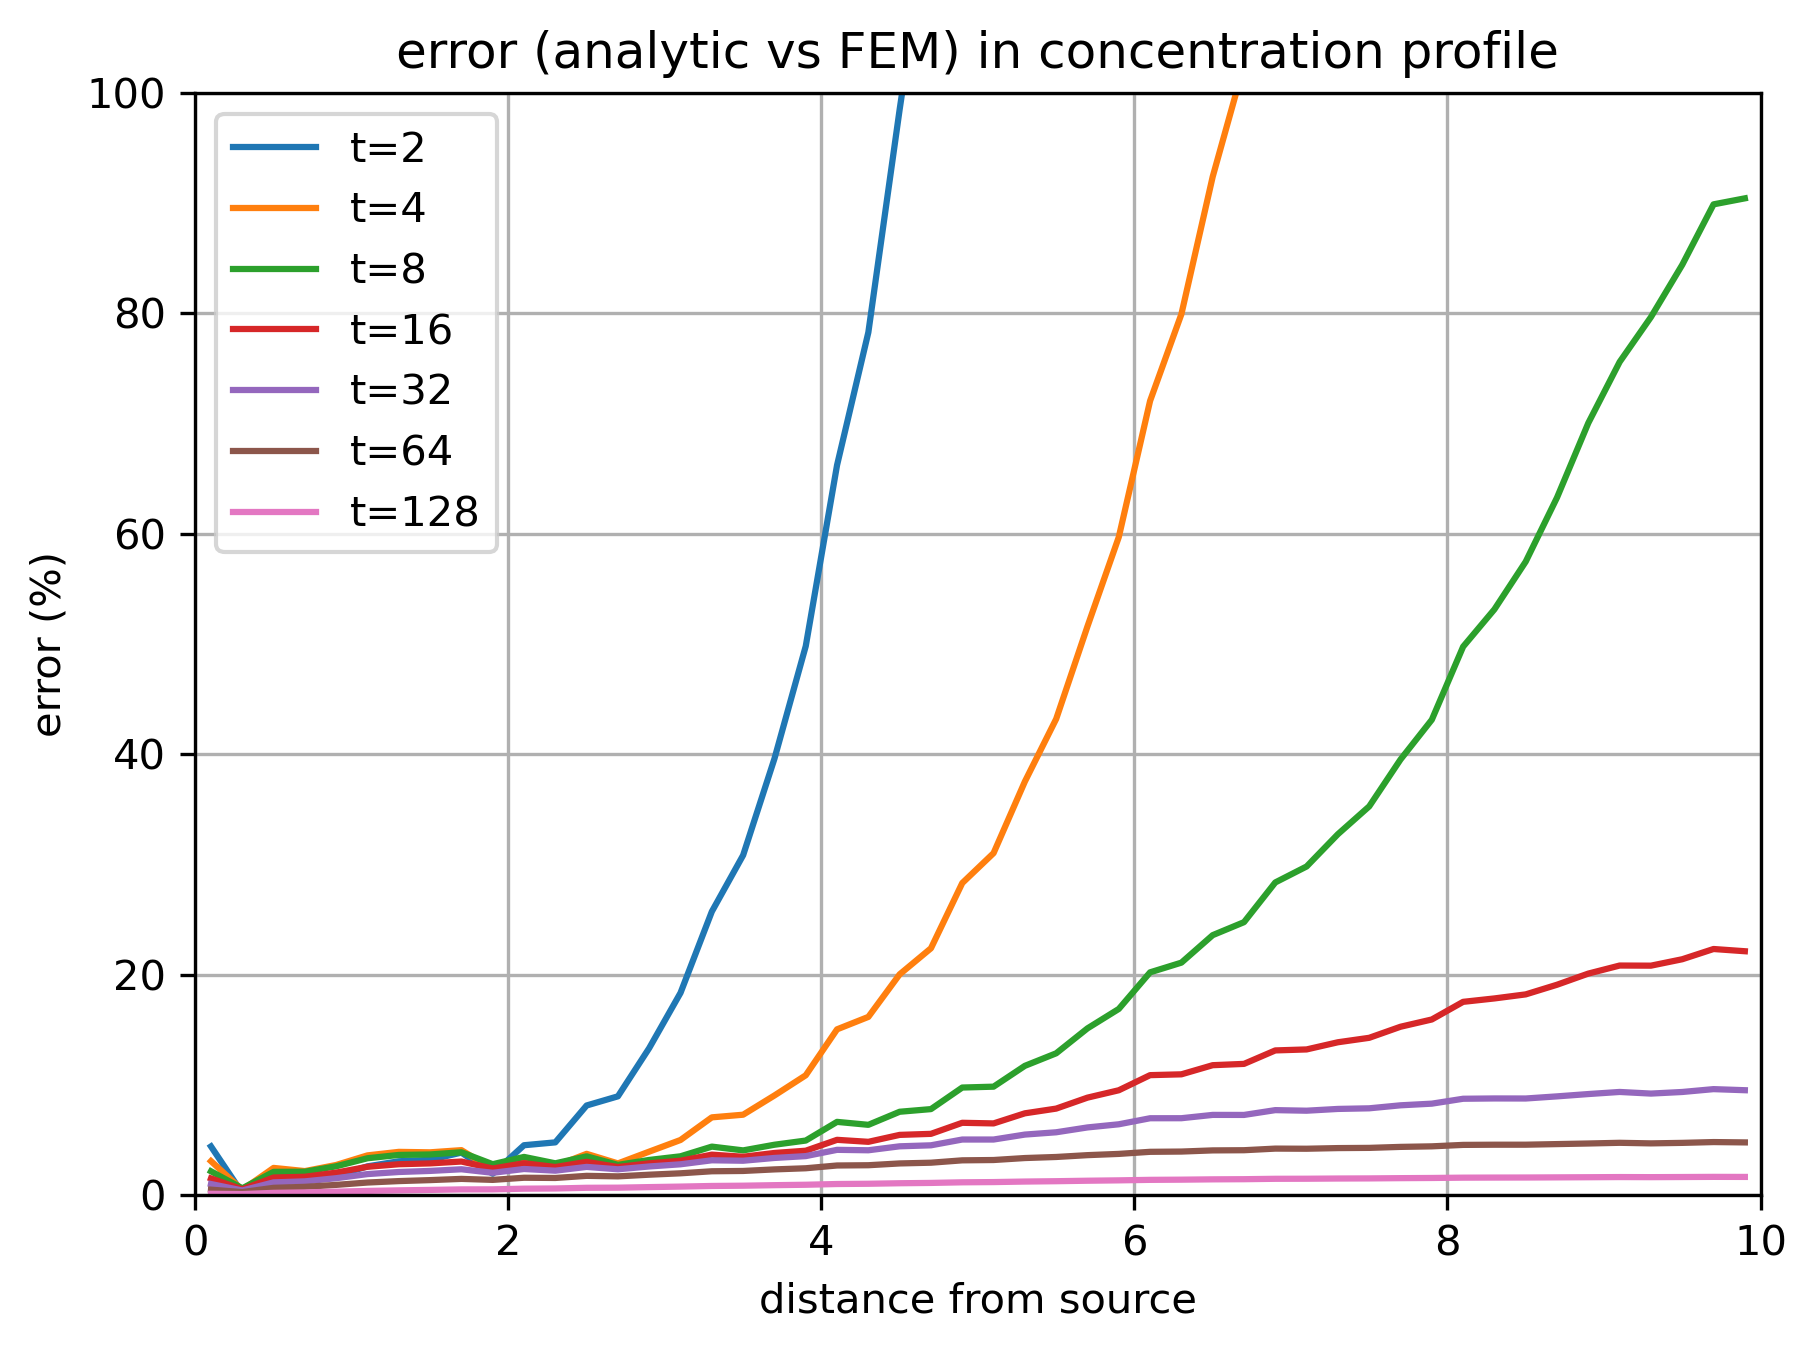 error (analytic vs FEM) in concentration profile
100
80
60
40
20
0
error (%)
t=2
t=4
t=8
t=16
t=32
t=64
t=128
0 2 4 6 8 10
distance from source